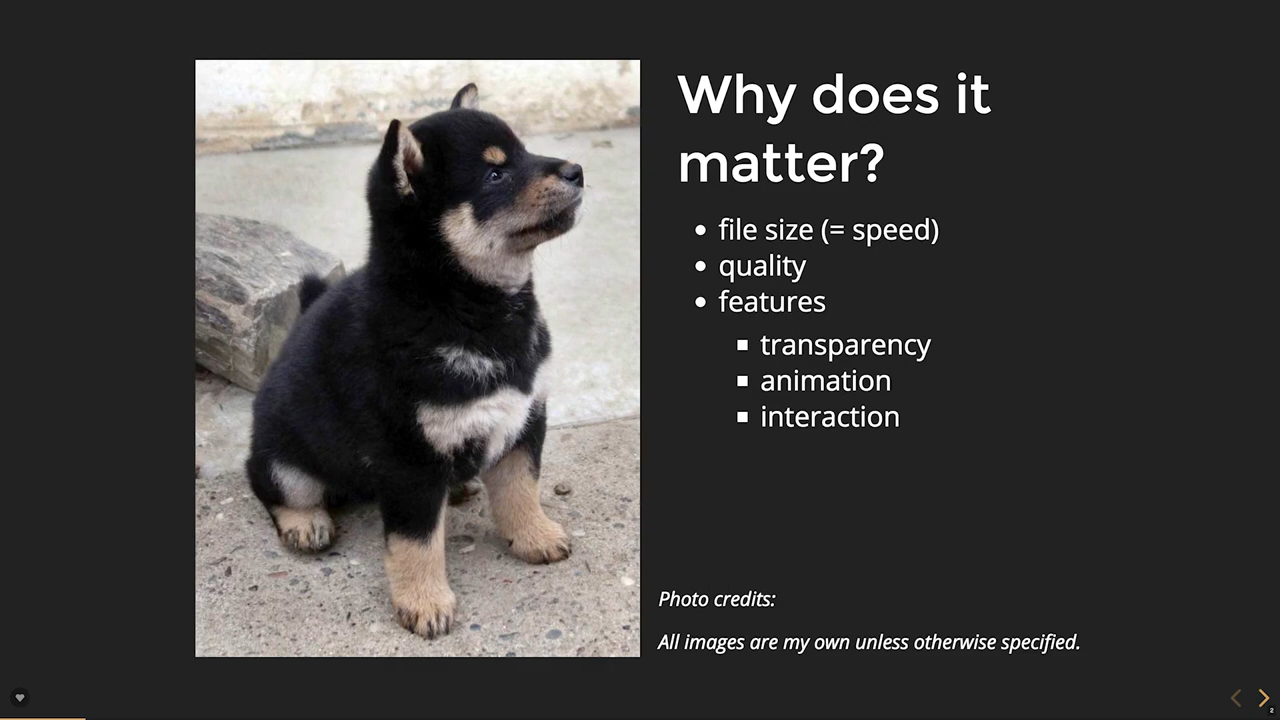 Why does it
matter?
file size (= speed)
quality
features
transparency
animation
interaction
Photo credits:
All images are my own unless otherwise specified.
2